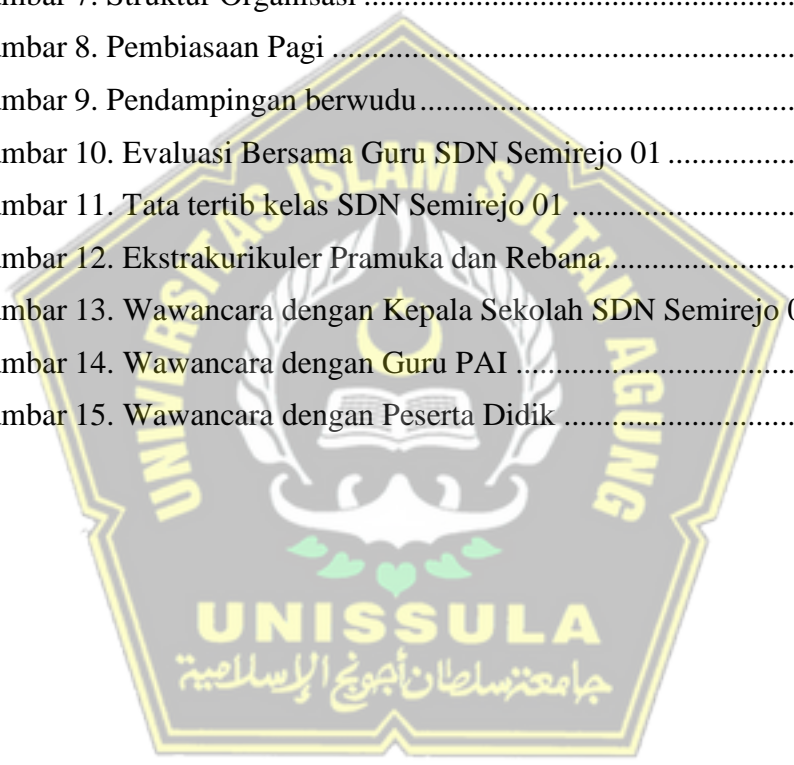 ambar 7. Struktur Organisasi ............................................................
mbar 8. Pembiasaan Pagi ................................................................
mbar 9. Pendampingan berwudu......................................................
mbar 10. Evaluasi Bersama Guru SDN Semirejo 01 ..................
mbar 11. Tata tertib kelas SDN Semirejo 01 ................................
mbar 12. Ekstrakurikuler Pramuka dan Rebana...........................
mbar 13. Wawancara dengan Kepala Sekolah SDN Semirejo 0
mbar 14. Wawancara dengan Guru PAI ........................................
mbar 15. Wawancara dengan Peserta Didik .................................
UNIVERSITAS ISLAM SULTAN AGUNG
UNISSULA
جامعتنسلطان أجونج الإسلامية